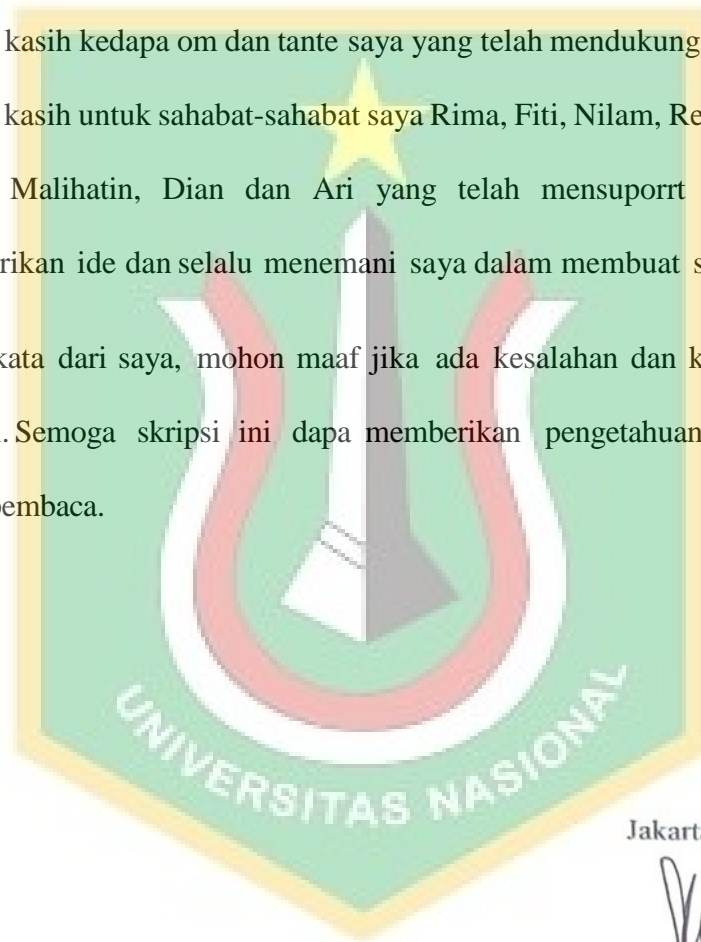 kasih kedapa om dan tante saya yang telah mendukung
kasih untuk sahabat-sahabat saya Rima, Fiti, Nilam, Re
Malihatin, Dian dan Ari yang telah mensuporrt
rikan ide dan selalu menemani saya dalam membuat s
kata dari saya, mohon maaf jika ada kesalahan dan k
. Semoga skripsi ini dapa memberikan pengetahuan
pembaca.
UNIVERSITAS NASIONAL
Jakart